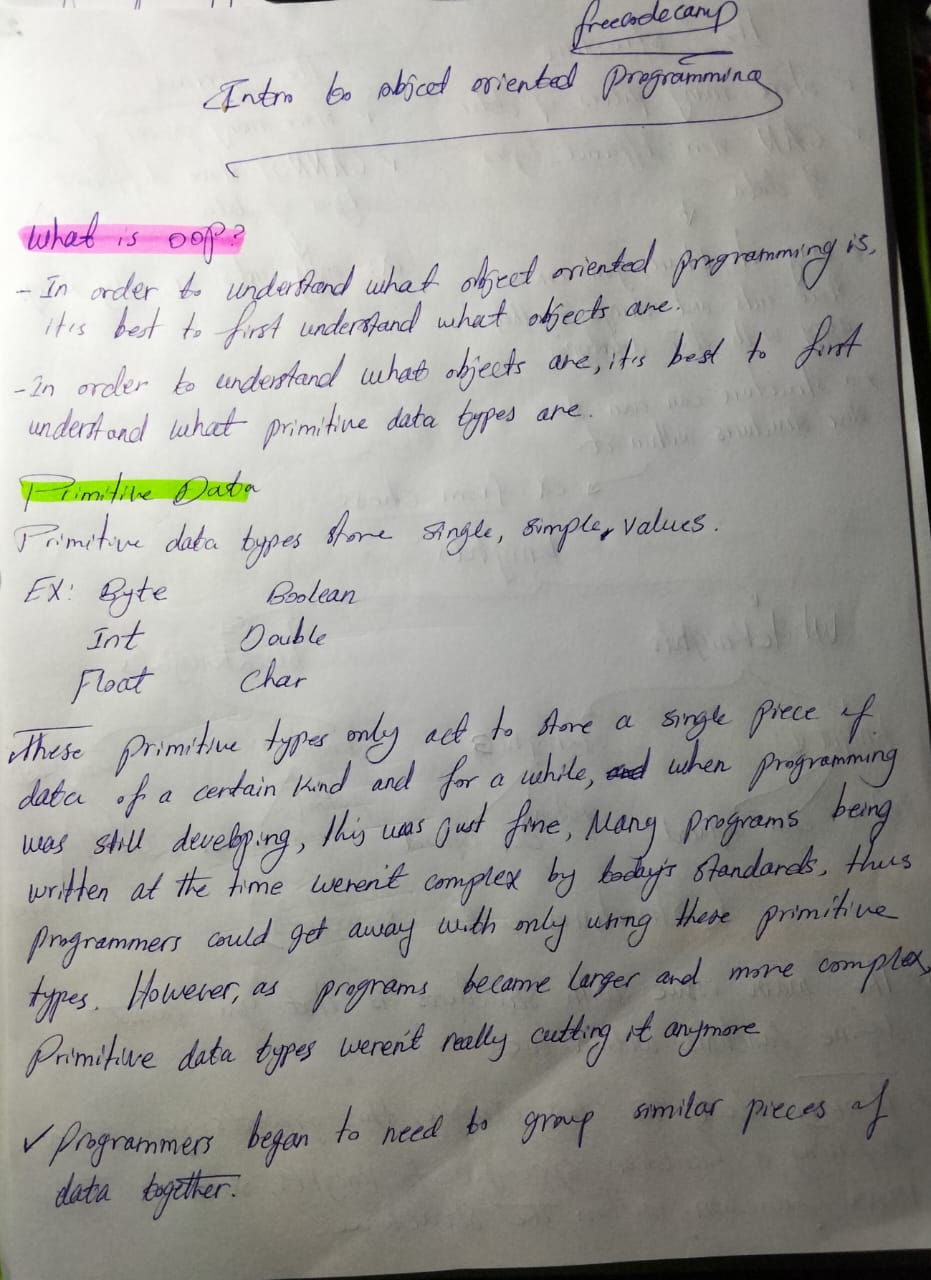 freecodecamp
Intro to object oriented Programming
What is OOP?
- In order to understand what object oriented programming is,
it is best to first understand what objects are.
- In order to understand what objects are, it is best to first
understand what primitive data types are.
Primitive Data
Primitive data types store single, simple, values.
EX: Byte Boolean
Int Double
Float Char
These primitive types only act to store a single piece of
data of a certain kind and for a while, when programming
was still developing, this was just fine, Many programs being
written at the time weren't complex by today's standards, thus
programmers could get away with only using these primitive
types. However, as programs became larger and more complex,
Primitive data types weren't really cutting it anymore
✓ Programmers began to need to group similar pieces of
data together.